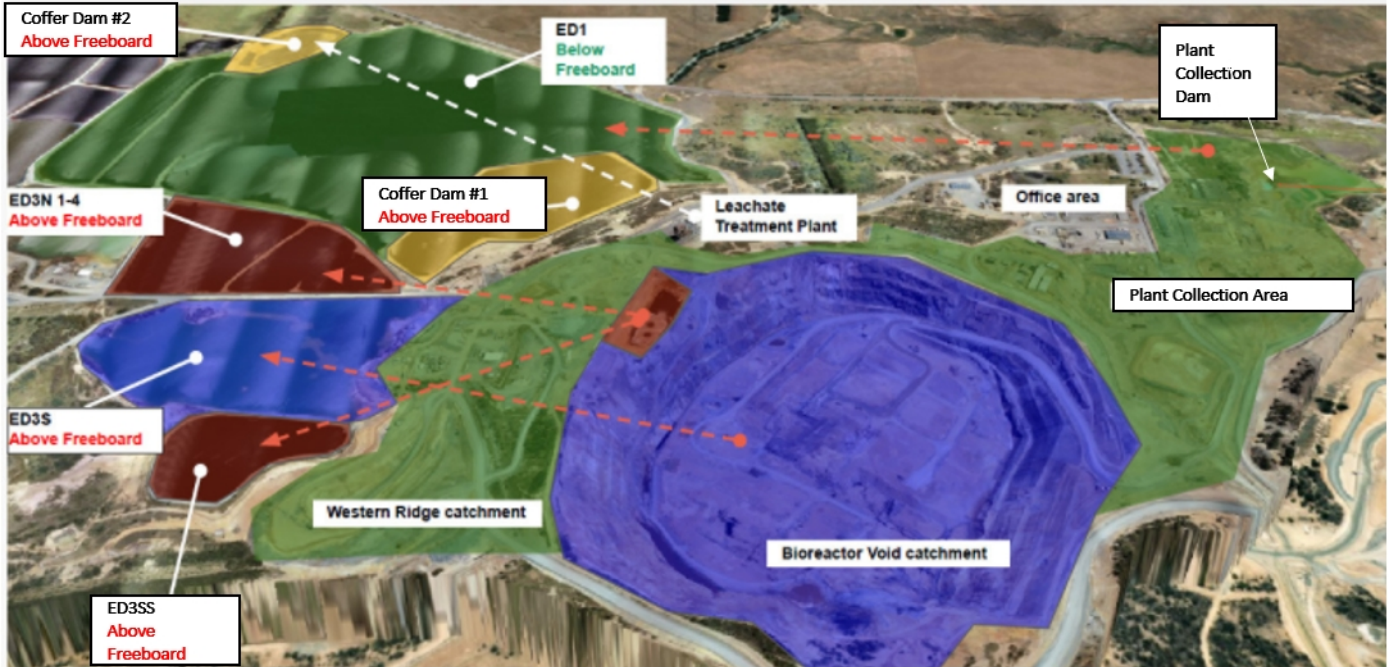 Coffer Dam #2
Above Freeboard
ED1
Below
Freeboard
Plant
Collection
Dam
ED3N 1-4
Above Freeboard
Coffer Dam #1
Above Freeboard
Leachate
Treatment Plant
Office area
Plant Collection Area
ED3S
Above Freeboard
Western Ridge catchment
Bioreactor Void catchment
ED3SS
Above
Freeboard